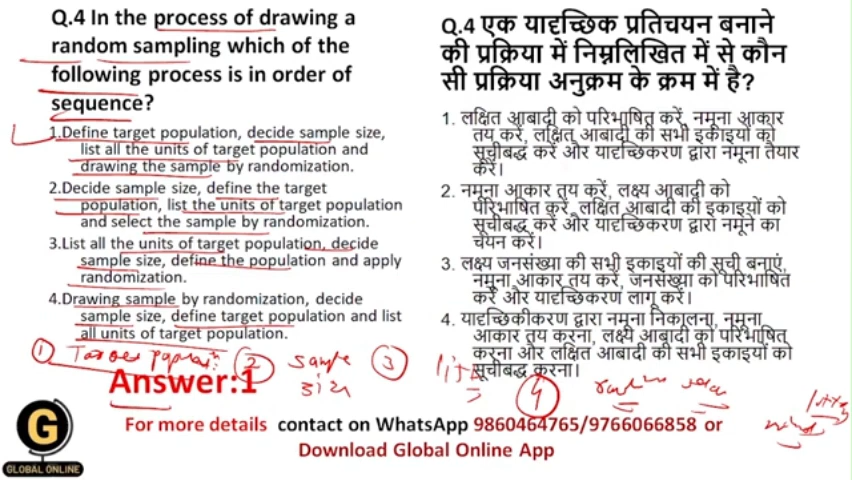 Q.4 In the process of drawing a
random sampling which of the
following process is in order of
sequence?
1.Define target population, decide sample size,
list all the units of target population and
drawing the sample by randomization.
2.Decide sample size, define the target
population, list the units of target population
and select the sample by randomization.
3.List all the units of target population, decide
sample size, define the population and apply
randomization.
4.Drawing sample by randomization, decide
sample size, define target population and list
all units of target population.
Q.4 एक यादृच्छिक प्रतिचयन बनाने
की प्रक्रिया में निम्नलिखित में से कौन
सी प्रक्रिया अनुक्रम के क्रम में है?
1. लक्षित आबादी को परिभाषित करें, नमूना आकार
तय करें, लक्षित आबादी की सभी इकाइयों को
सूचीबद्ध करें और यादृच्छिकरण द्वारा नमूना तैयार
करें।
2. नमूना आकार तय करें, लक्ष्य आबादी को
परिभाषित करें, लक्षित आबादी की इकाइयों को
सूचीबद्ध करें और यादृच्छिकरण द्वारा नमूने का
चयन करें।
3. लक्ष्य जनसंख्या की सभी इकाइयों की सूची बनाएं,
नमूना आकार तय करें, जनसंख्या को परिभाषित
करें और यादृच्छिकरण लागू करें।
4. यादृच्छिकीकरण द्वारा नमूना निकालना, नमूना
आकार तय करना, लक्ष्य आबादी को परिभाषित
करना और लक्षित आबादी की सभी इकाइयों को
सूचीबद्ध करना।
1 Target 2 sample 3
size
4
Answer:1
For more details contact on WhatsApp 9860464765/9766066858 or
Download Global Online App
G
GLOBAL ONLINE